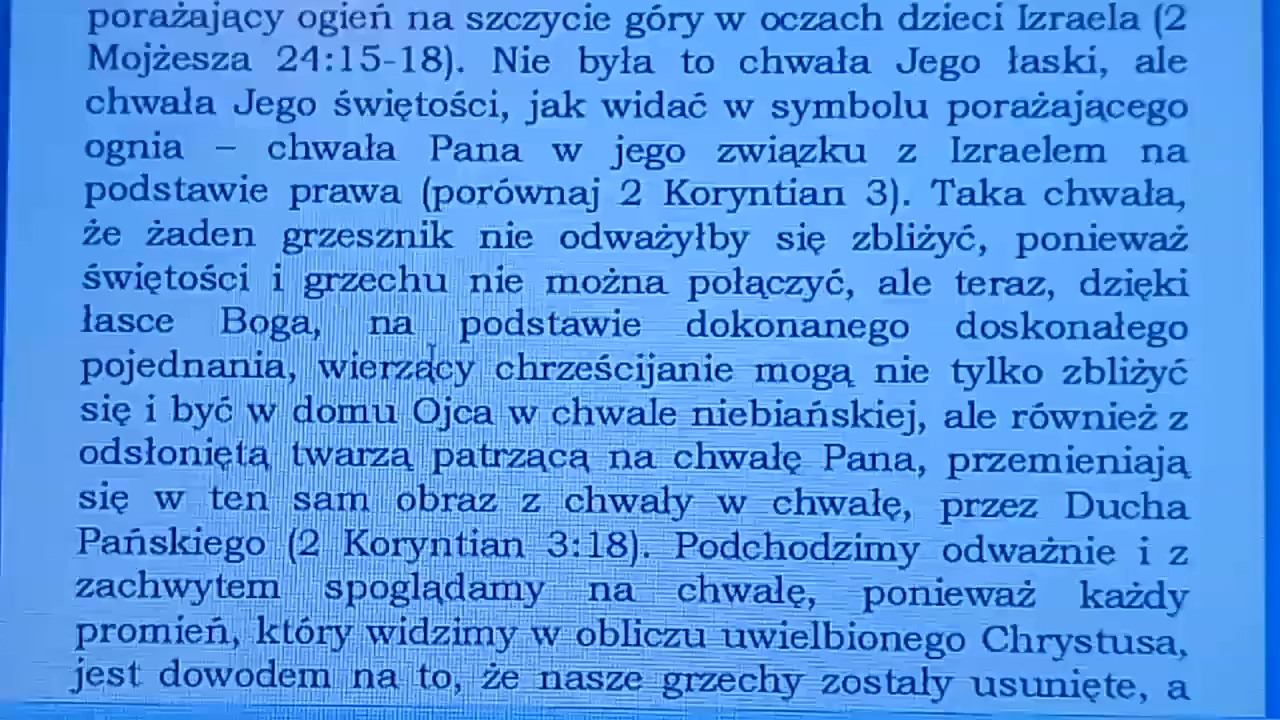 porażający ogień na szczycie góry w oczach dzieci Izraela (2
Mojżesza 24:15-18). Nie była to chwała Jego łaski, ale
chwała Jego świętości, jak widać w symbolu porażającego
ognia – chwała Pana w jego związku z Izraelem na
podstawie prawa (porównaj 2 Koryntian 3). Taka chwała,
że żaden grzesznik nie odważyłby się zbliżyć, ponieważ
świętości i grzechu nie można połączyć, ale teraz, dzięki
łasce Boga, na podstawie dokonanego doskonałego
pojednania, wierzący chrześcijanie mogą nie tylko zbliżyć
się i być w domu Ojca w chwale niebiańskiej, ale również z
odsłoniętą twarzą patrzącą na chwałę Pana, przemieniają
się w ten sam obraz z chwały w chwałę, przez Ducha
Pańskiego (2 Koryntian 3:18). Podchodzimy odważnie i z
zachwytem spoglądamy na chwałę, ponieważ każdy
promień, który widzimy w obliczu uwielbionego Chrystusa,
jest dowodem na to, że nasze grzechy zostały usunięte, a